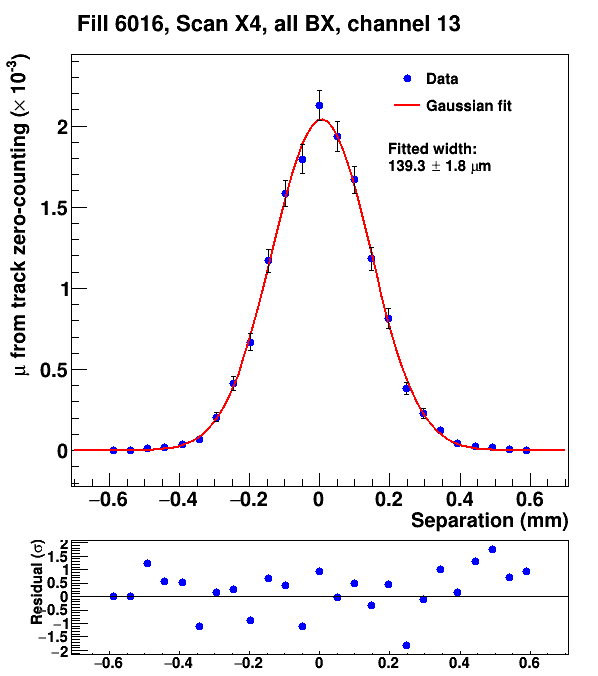 Fill 6016, Scan X4, all BX, channel 13
μ from track zero-counting (× 10⁻³)
Data
Gaussian fit
Fitted width:
139.3 ± 1.8 μm
2
1.5
1
0.5
0
−0.6 −0.4 −0.2 0 0.2 0.4 0.6
Separation (mm)
Residual (σ)
2
1.5
1
0.5
0
−0.5
−1
−1.5
−2
−0.6 −0.4 −0.2 0 0.2 0.4 0.6